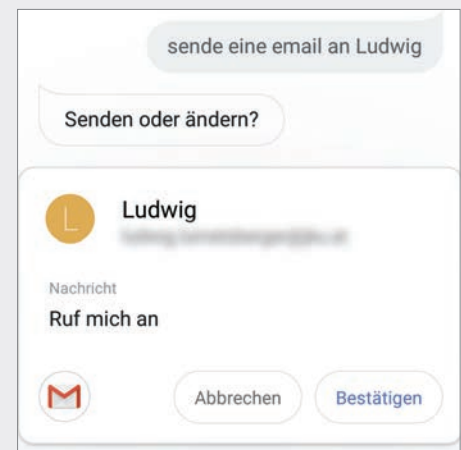 sende eine email an Ludwig
Senden oder ändern?
L
Ludwig
Nachricht
Ruf mich an
Abbrechen
Bestätigen